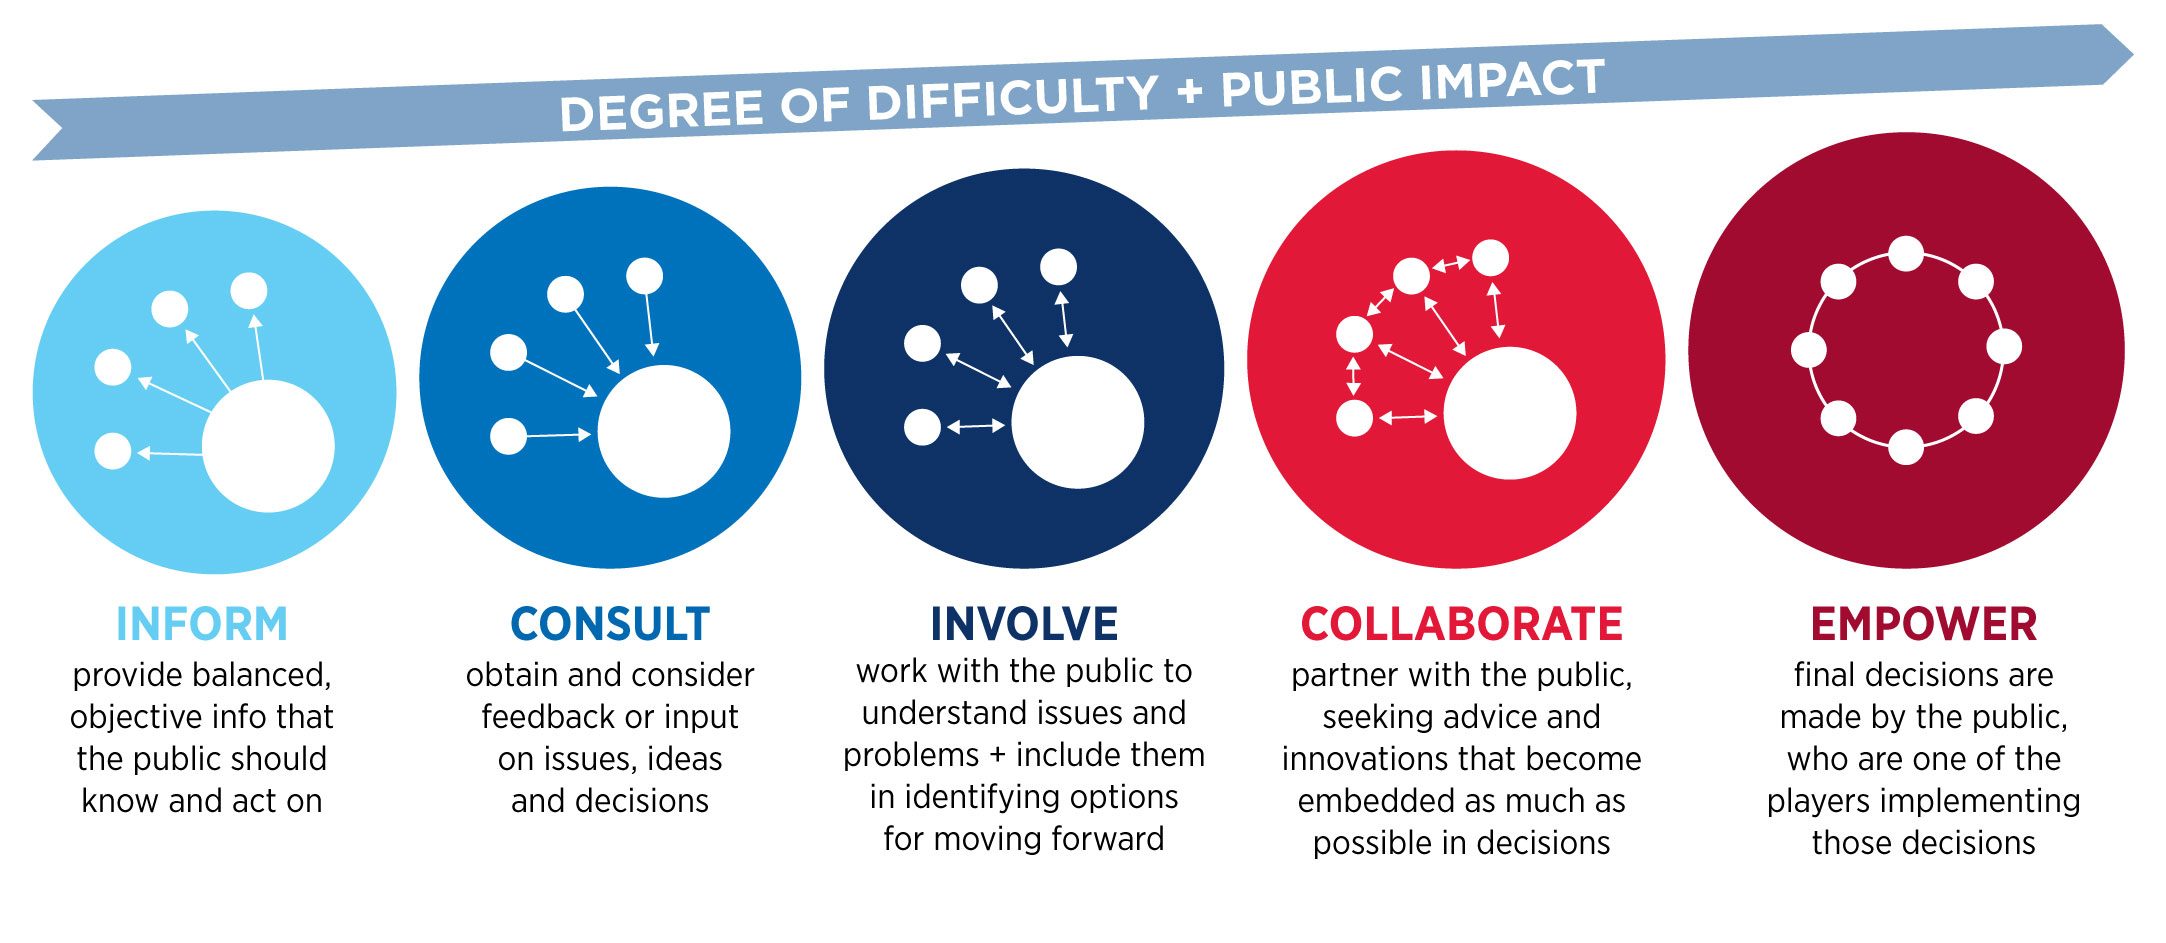 DEGREE OF DIFFICULTY + PUBLIC IMPACT
INFORM
provide balanced,
objective info that
the public should
know and act on
CONSULT
obtain and consider
feedback or input
on issues, ideas
and decisions
INVOLVE
work with the public to
understand issues and
problems + include them
in identifying options
for moving forward
COLLABORATE
partner with the public,
seeking advice and
innovations that become
embedded as much as
possible in decisions
EMPOWER
final decisions are
made by the public,
who are one of the
players implementing
those decisions